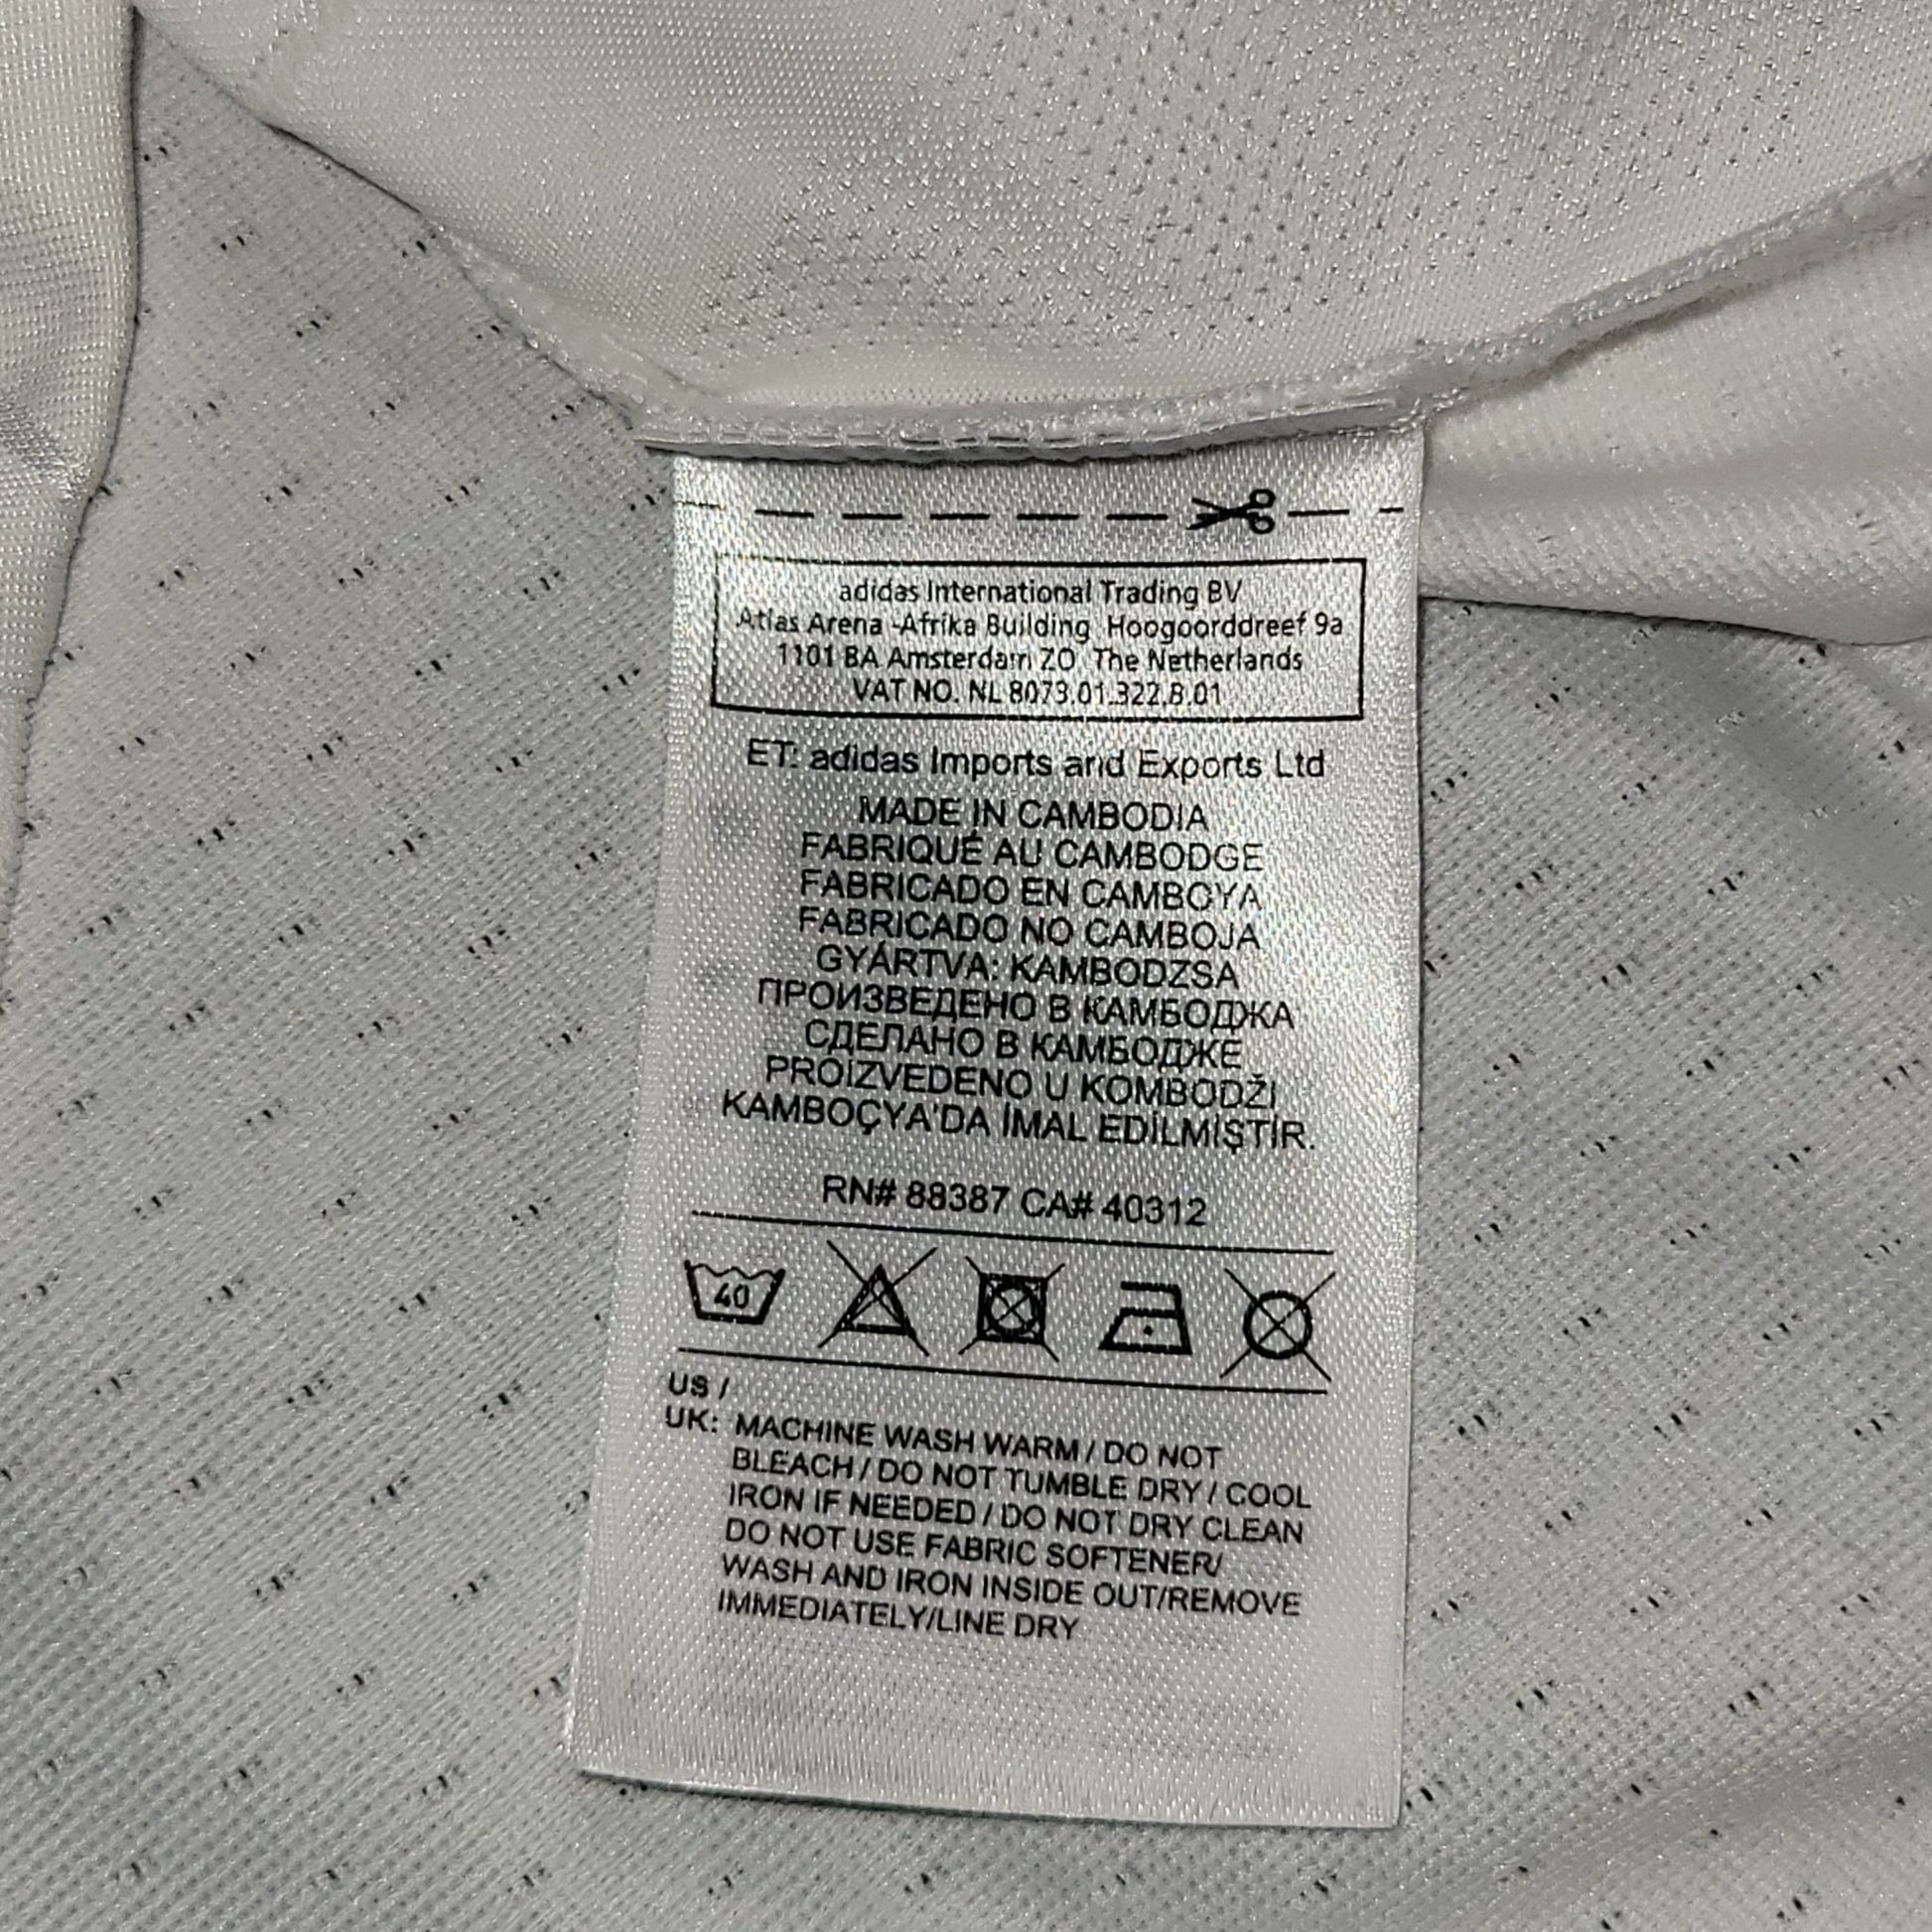 adidas International Trading BV
Atlas Arena -Afrika Building Hoogoorddreef 9a
1101 BA Amsterdam ZO, The Netherlands
VAT NO. NL 8073.01.322.B.01
ET: adidas Imports and Exports Ltd
MADE IN CAMBODIA
FABRIQUÉ AU CAMBODGE
FABRICADO EN CAMBOYA
FABRICADO NO CAMBOJA
GYÁRTVA: KAMBODZSA
ПРОИЗВЕДЕНО В КАМБОДЖА
СДЕЛАНО В КАМБОДЖЕ
PROIZVEDENO U KOMBODŽI
KAMBOÇYA'DA İMAL EDİLMİŞTİR.
RN# 88387 CA# 40312
40
US /
UK: MACHINE WASH WARM / DO NOT
BLEACH / DO NOT TUMBLE DRY / COOL
IRON IF NEEDED / DO NOT DRY CLEAN
DO NOT USE FABRIC SOFTENER/
WASH AND IRON INSIDE OUT/REMOVE
IMMEDIATELY/LINE DRY